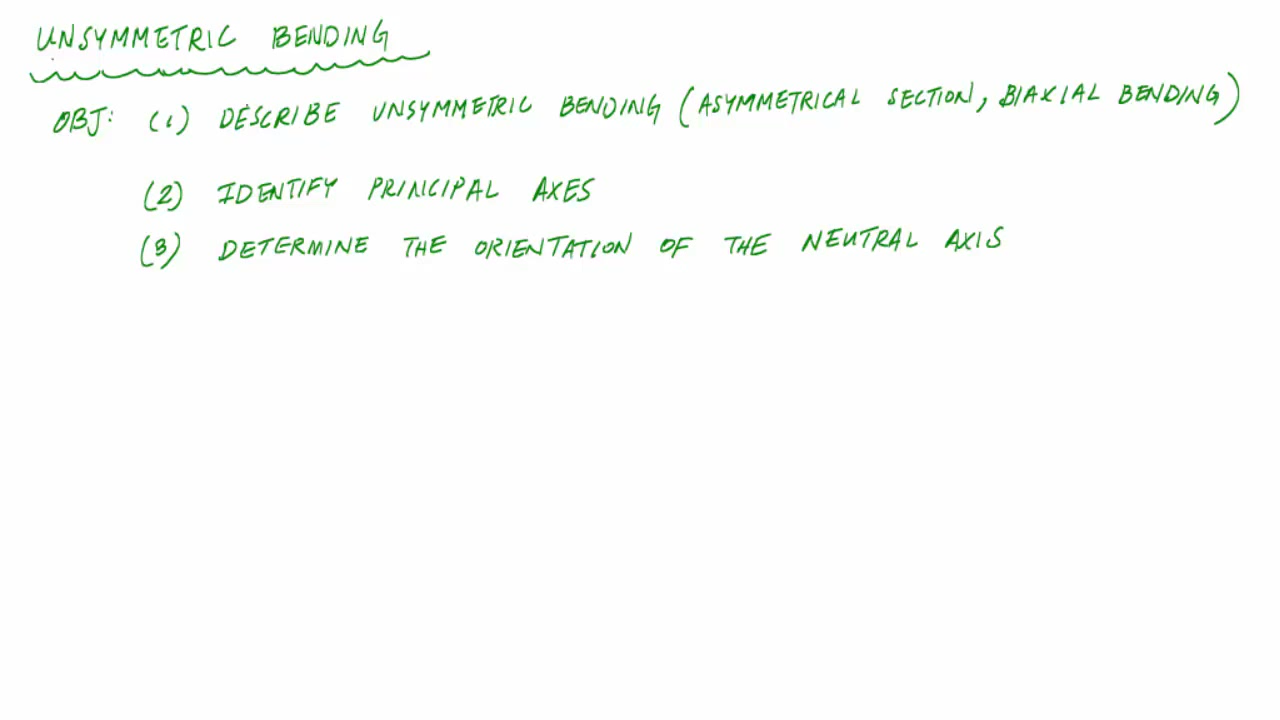 UNSYMMETRIC BENDING
OBJ: (1) DESCRIBE UNSYMMETRIC BENDING (ASYMMETRICAL SECTION, BIAXIAL BENDING)
(2) IDENTIFY PRINCIPAL AXES
(3) DETERMINE THE ORIENTATION OF THE NEUTRAL AXIS